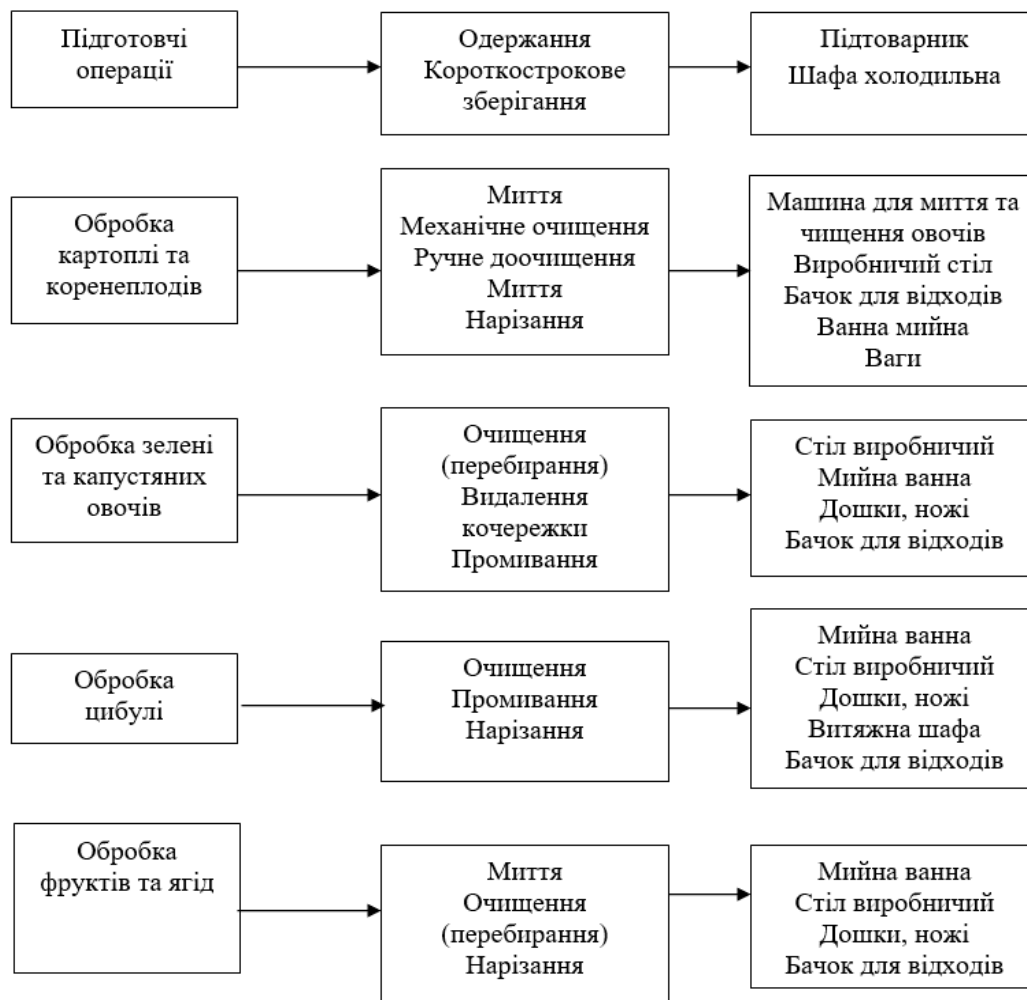 Підготовчі
операції
Одержання
Короткострокове
зберігання
Підтоварник
Шафа холодильна
Обробка
картоплі та
коренеплодів
Миття
Механічне очищення
Ручне доочищення
Миття
Нарізання
Машина для миття та
чищення овочів
Виробничий стіл
Бачок для відходів
Ванна мийна
Ваги
Обробка зелені
та капустяних
овочів
Очищення
(перебирання)
Видалення
кочережки
Промивання
Стіл виробничий
Мийна ванна
Дошки, ножі
Бачок для відходів
Обробка
цибулі
Очищення
Промивання
Нарізання
Мийна ванна
Стіл виробничий
Дошки, ножі
Витяжна шафа
Бачок для відходів
Обробка
фруктів та ягід
Миття
Очищення
(перебирання)
Нарізання
Мийна ванна
Стіл виробничий
Дошки, ножі
Бачок для відходів